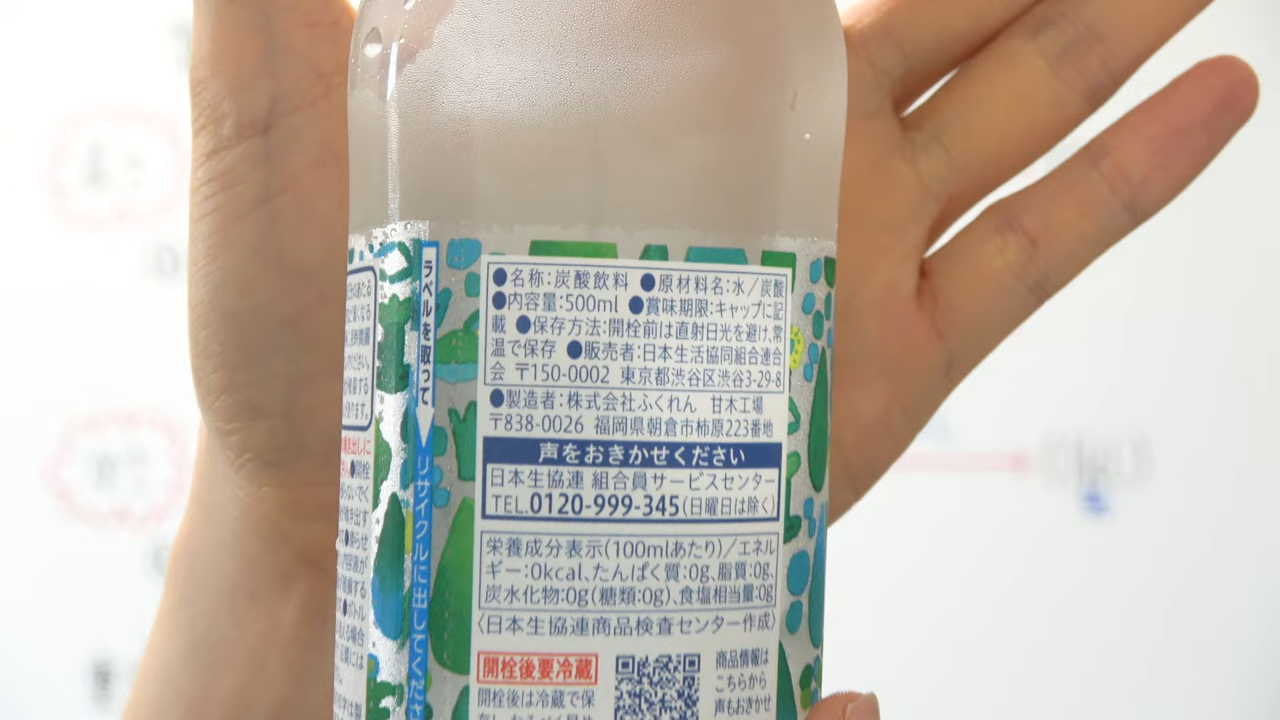 ●名称:炭酸飲料 ●原材料名:水/炭酸
●内容量:500ml ●賞味期限:キャップに記
載 ●保存方法:開栓前は直射日光を避け、常
温で保存 ●販売者:日本生活協同組合連合
会 〒150-0002 東京都渋谷区渋谷3-29-8
●製造者:株式会社ふくれん 甘木工場
〒838-0026 福岡県朝倉市柿原223番地
声をおきかせください
日本生協連 組合員サービスセンター
TEL.0120-999-345(日曜日は除く)
栄養成分表示(100mlあたり)/エネル
ギー:0kcal、たんぱく質:0g、脂質:0g、
炭水化物:0g(糖類:0g)、食塩相当量:0g
〈日本生協連商品検査センター作成〉
開栓後要冷蔵
開栓後は冷蔵で保
商品情報は
こちらから
声もおきかせ
ラベルを取って
リサイクルに出してくださ